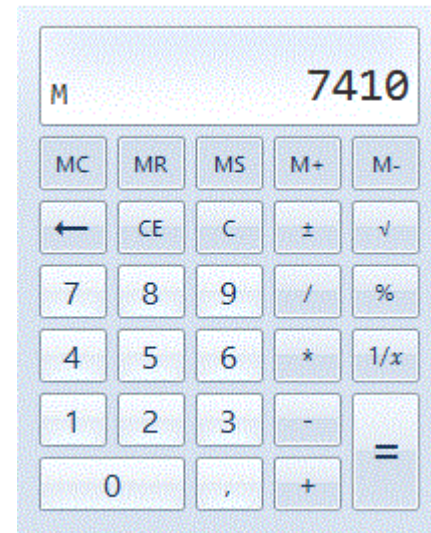 M 7410
MC MR MS M+ M-
← CE C ± √
7 8 9 / %
4 5 6 * 1/x
1 2 3 - =
0 , +